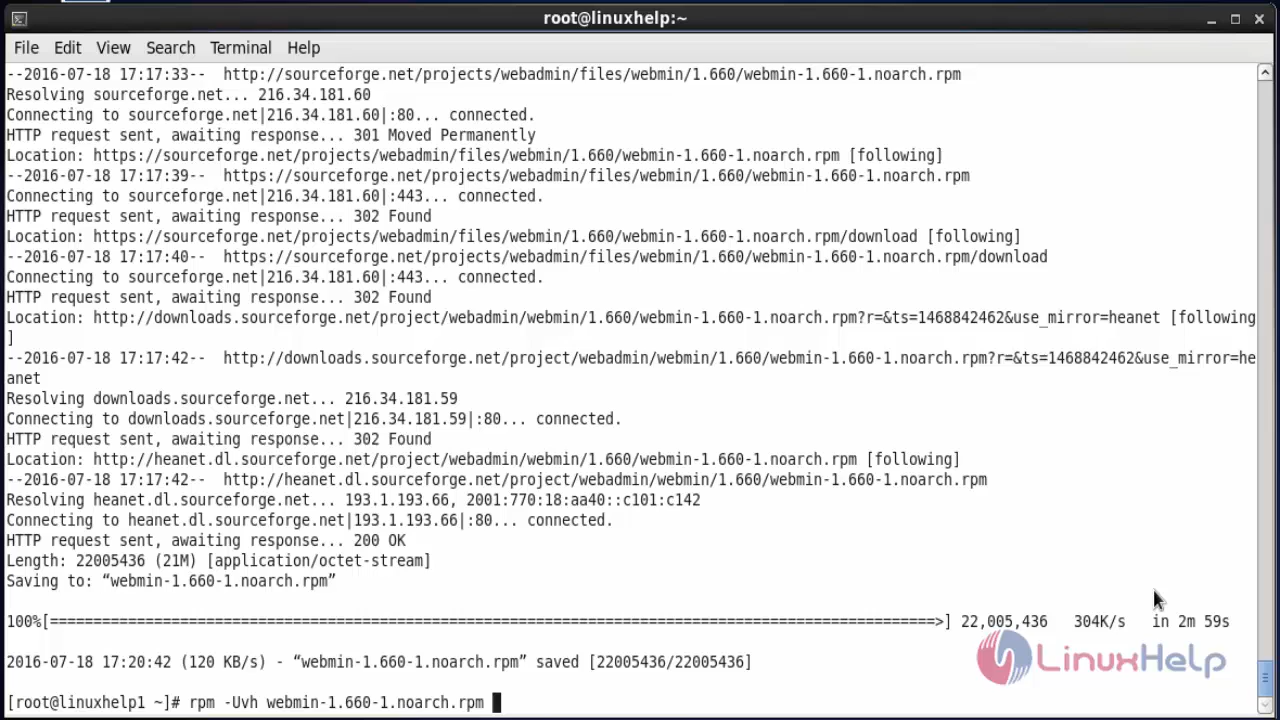 root@linuxhelp:~
File Edit View Search Terminal Help
--2016-07-18 17:17:33-- http://sourceforge.net/projects/webadmin/files/webmin/1.660/webmin-1.660-1.noarch.rpm
Resolving sourceforge.net... 216.34.181.60
Connecting to sourceforge.net|216.34.181.60|:80... connected.
HTTP request sent, awaiting response... 301 Moved Permanently
Location: https://sourceforge.net/projects/webadmin/files/webmin/1.660/webmin-1.660-1.noarch.rpm [following]
--2016-07-18 17:17:39-- https://sourceforge.net/projects/webadmin/files/webmin/1.660/webmin-1.660-1.noarch.rpm
Connecting to sourceforge.net|216.34.181.60|:443... connected.
HTTP request sent, awaiting response... 302 Found
Location: https://sourceforge.net/projects/webadmin/files/webmin/1.660/webmin-1.660-1.noarch.rpm/download [following]
--2016-07-18 17:17:40-- https://sourceforge.net/projects/webadmin/files/webmin/1.660/webmin-1.660-1.noarch.rpm/download
Connecting to sourceforge.net|216.34.181.60|:443... connected.
HTTP request sent, awaiting response... 302 Found
Location: http://downloads.sourceforge.net/project/webadmin/webmin/1.660/webmin-1.660-1.noarch.rpm?r=&ts=1468842462&use_mirror=heanet [following
]
--2016-07-18 17:17:42-- http://downloads.sourceforge.net/project/webadmin/webmin/1.660/webmin-1.660-1.noarch.rpm?r=&ts=1468842462&use_mirror=he
anet
Resolving downloads.sourceforge.net... 216.34.181.59
Connecting to downloads.sourceforge.net|216.34.181.59|:80... connected.
HTTP request sent, awaiting response... 302 Found
Location: http://heanet.dl.sourceforge.net/project/webadmin/webmin/1.660/webmin-1.660-1.noarch.rpm [following]
--2016-07-18 17:17:42-- http://heanet.dl.sourceforge.net/project/webadmin/webmin/1.660/webmin-1.660-1.noarch.rpm
Resolving heanet.dl.sourceforge.net... 193.1.193.66, 2001:770:18:aa40::c101:c142
Connecting to heanet.dl.sourceforge.net|193.1.193.66|:80... connected.
HTTP request sent, awaiting response... 200 OK
Length: 22005436 (21M) [application/octet-stream]
Saving to: “webmin-1.660-1.noarch.rpm”
100%[=======================================================================================================>] 22,005,436 304K/s in 2m 59s
2016-07-18 17:20:42 (120 KB/s) - “webmin-1.660-1.noarch.rpm” saved [22005436/22005436]
LinuxHelp
[root@linuxhelp1 ~]# rpm -Uvh webmin-1.660-1.noarch.rpm